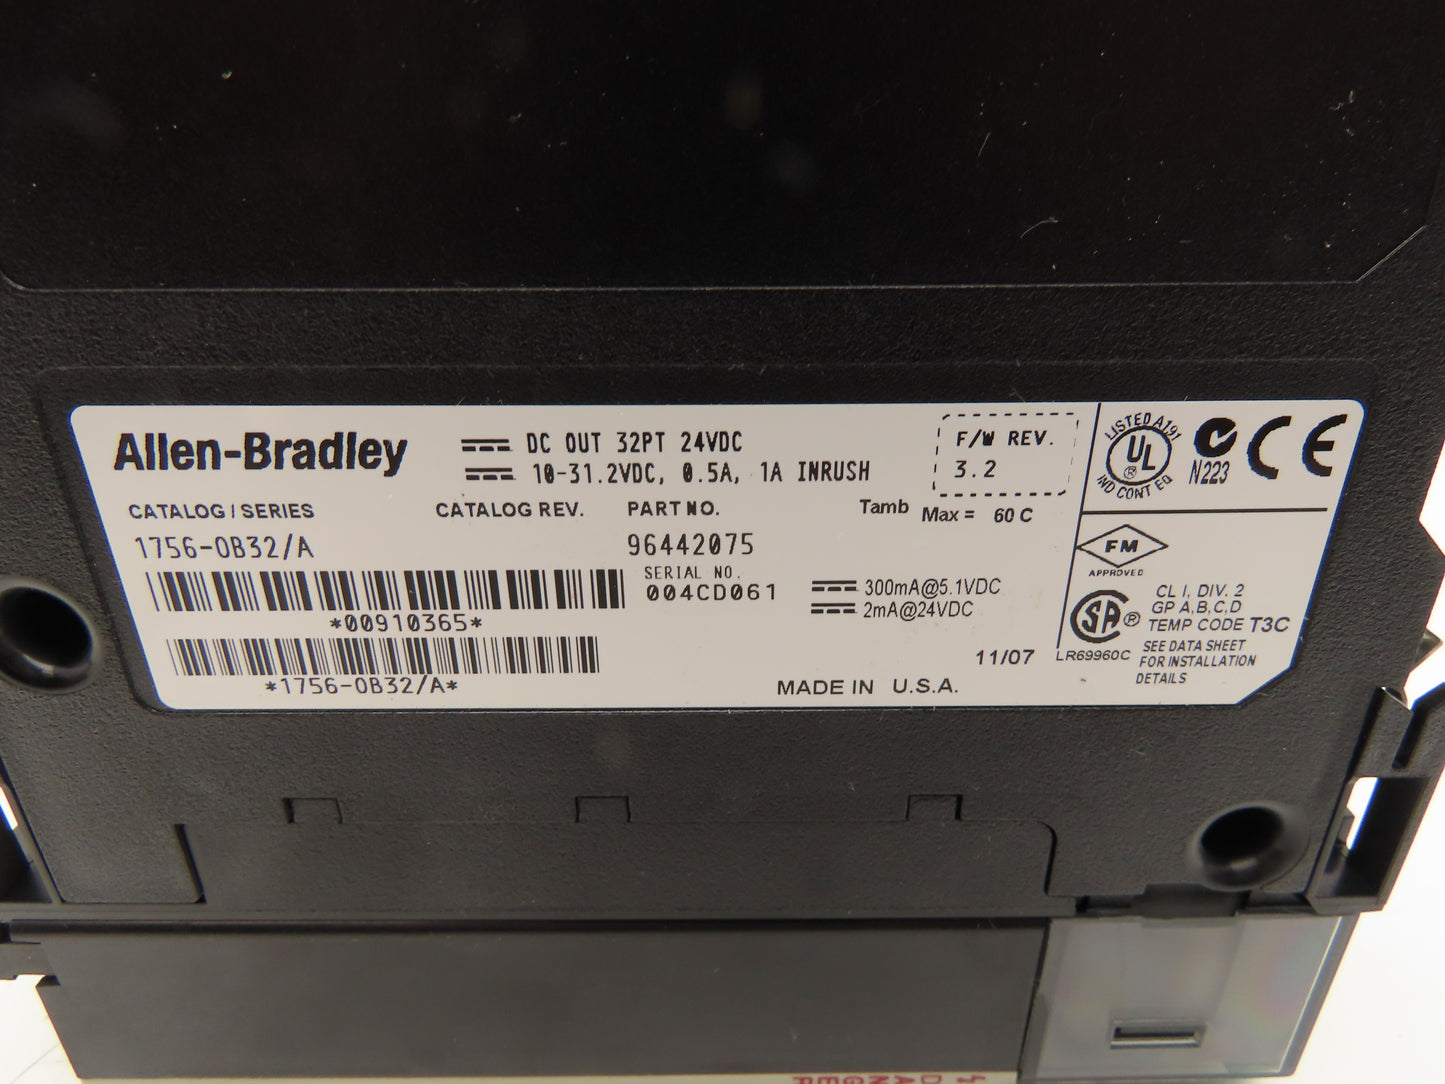 Allen-Bradley
DC OUT 32PT 24VDC
10-31.2VDC, 0.5A, 1A INRUSH
F/W REV.
3.2
CATALOG / SERIES
CATALOG REV.
PART NO.
Tamb Max = 60 C
1756-OB32/A
96442075
SERIAL NO.
004CD061
300mA@5.1VDC
2mA@24VDC
*00910365*
*1756-OB32/A*
11/07
MADE IN U.S.A.
LISTED A191
UL
®
IND CONT EQ
N223
CE
FM
APPROVED
SA ®
LR69960C
CL I, DIV. 2
GP A,B,C,D
TEMP CODE T3C
SEE DATA SHEET
FOR INSTALLATION
DETAILS
DANGER